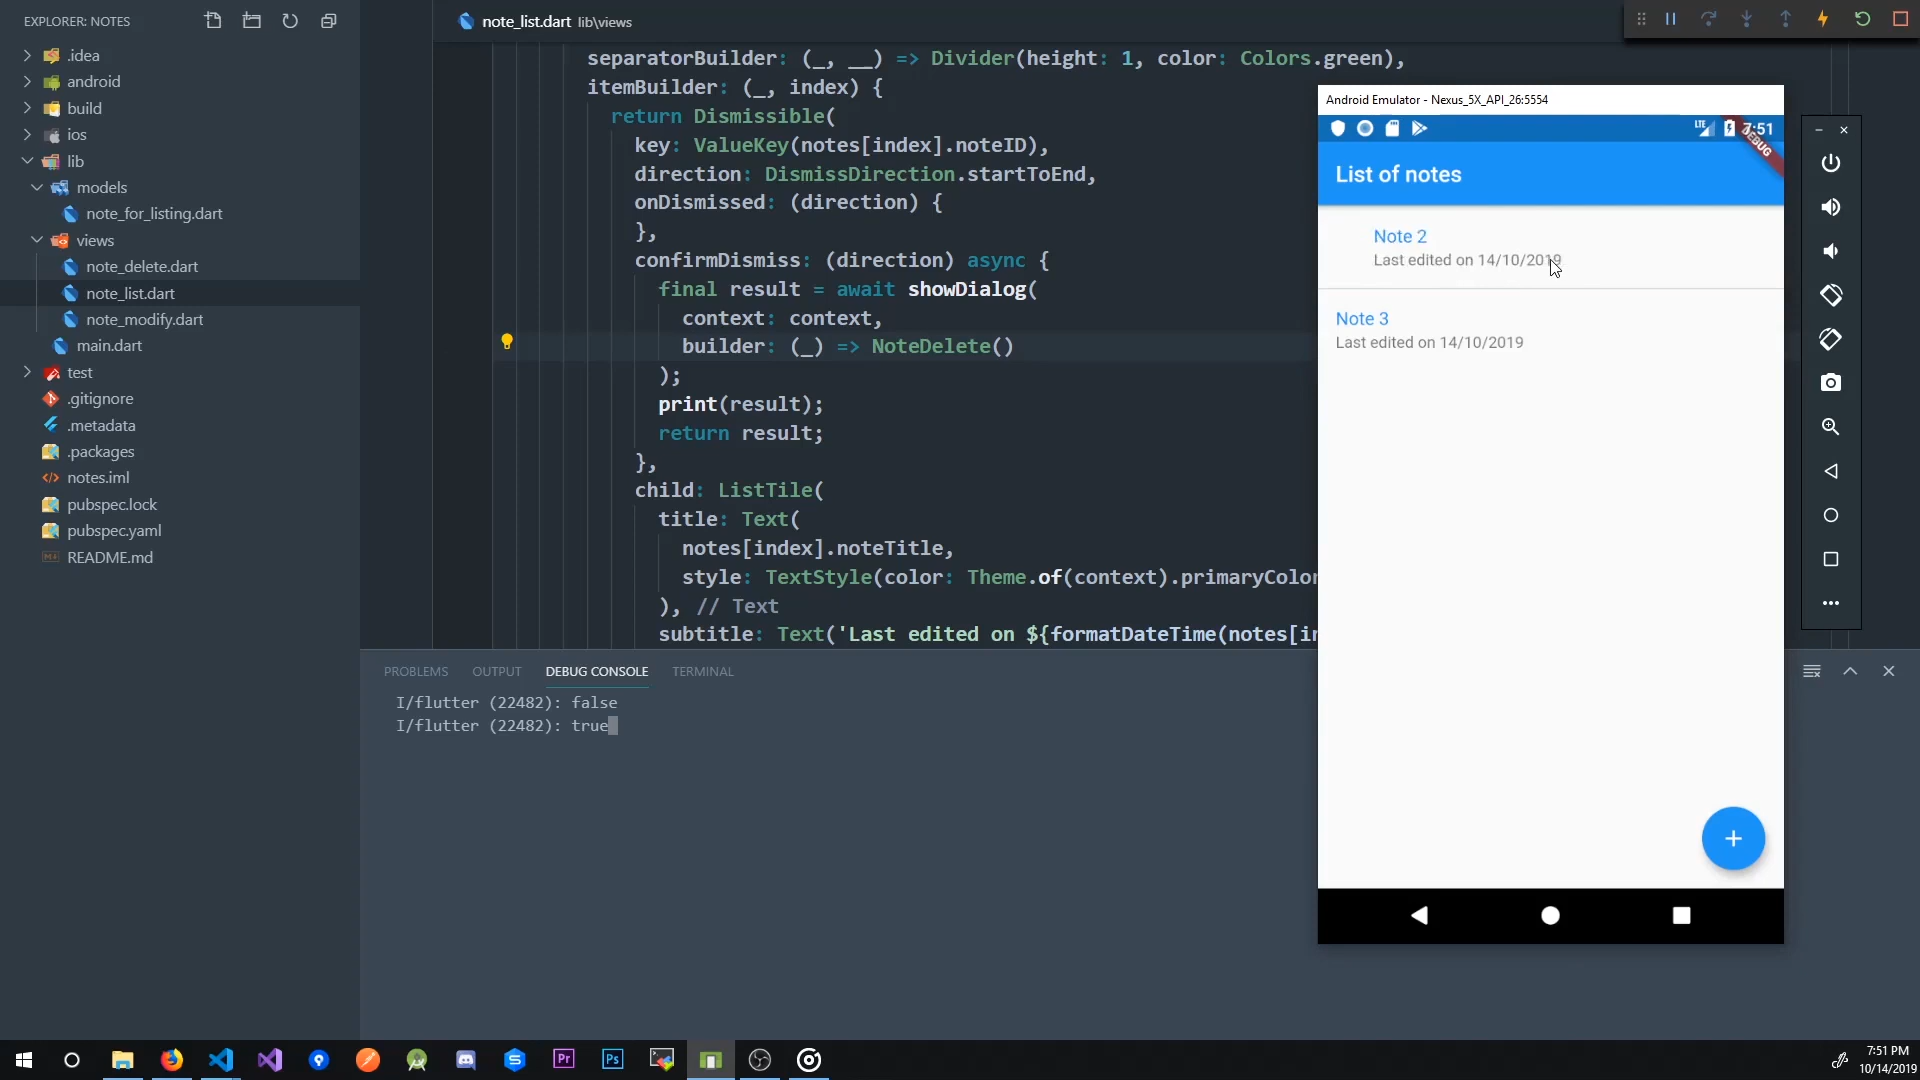 EXPLORER: NOTES
.idea
android
build
ios
lib
models
note_for_listing.dart
views
note_delete.dart
note_list.dart
note_modify.dart
main.dart
test
.gitignore
.metadata
.packages
notes.iml
pubspec.lock
pubspec.yaml
README.md
note_list.dart lib\views
separatorBuilder: (_, __) => Divider(height: 1, color: Colors.green),
itemBuilder: (_, index) {
return Dismissible(
key: ValueKey(notes[index].noteID),
direction: DismissDirection.startToEnd,
onDismissed: (direction) {
},
confirmDismiss: (direction) async {
final result = await showDialog(
context: context,
builder: (_) => NoteDelete()
);
print(result);
return result;
},
child: ListTile(
title: Text(
notes[index].noteTitle,
style: TextStyle(color: Theme.of(context).primaryColor
), // Text
subtitle: Text('Last edited on ${formatDateTime(notes[in
PROBLEMS OUTPUT DEBUG CONSOLE TERMINAL
I/flutter (22482): false
I/flutter (22482): true
Android Emulator - Nexus_5X_API_26:5554
LTE 7:51
DEBUG
List of notes
Note 2
Last edited on 14/10/2019
Note 3
Last edited on 14/10/2019
+
Pr
Ps
7:51 PM
10/14/2019